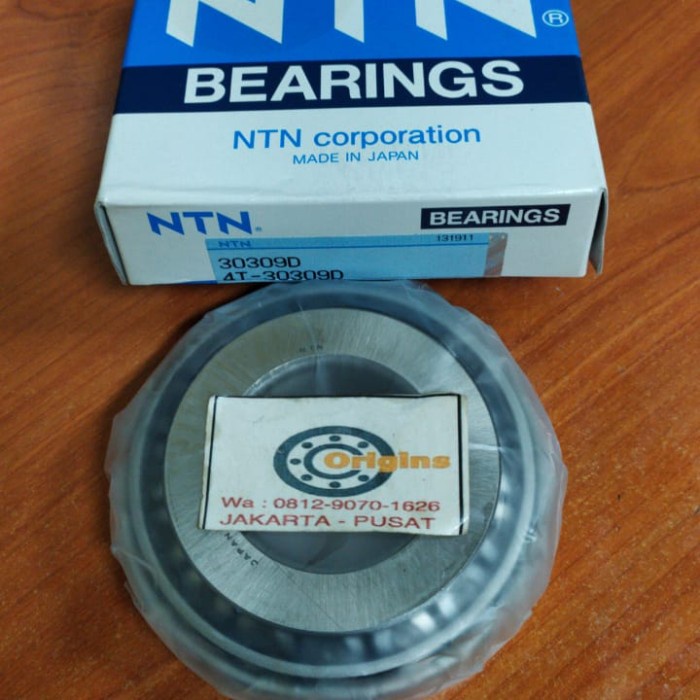 NTN®
BEARINGS
NTN corporation
MADE IN JAPAN
NTN® BEARINGS
NTN 131911
30309D
4T-30309D
NTN
Origins
Wa : 0812-9070-1626
JAKARTA - PUSAT
JAPAN